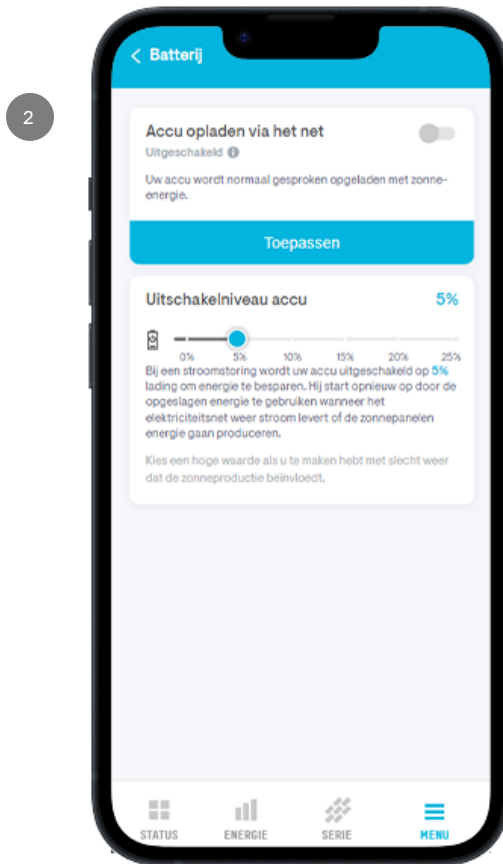 2
Batterij
Accu opladen via het net
Uitgeschakeld
Uw accu wordt normaal gesproken opgeladen met zonne-
energie.
Toepassen
Uitschakelniveau accu 5%
0% 5% 10% 15% 20% 25%
Bij een stroomstoring wordt uw accu uitgeschakeld op 5%
lading om energie te besparen. Hij start opnieuw op door de
opgeslagen energie te gebruiken wanneer het
elektriciteitsnet weer stroom levert of de zonnepanelen
energie gaan produceren.
Kies een hoge waarde als u te maken hebt met slecht weer
dat de zonneproductie beïnvloedt.
STATUS ENERGIE SERIE MENU